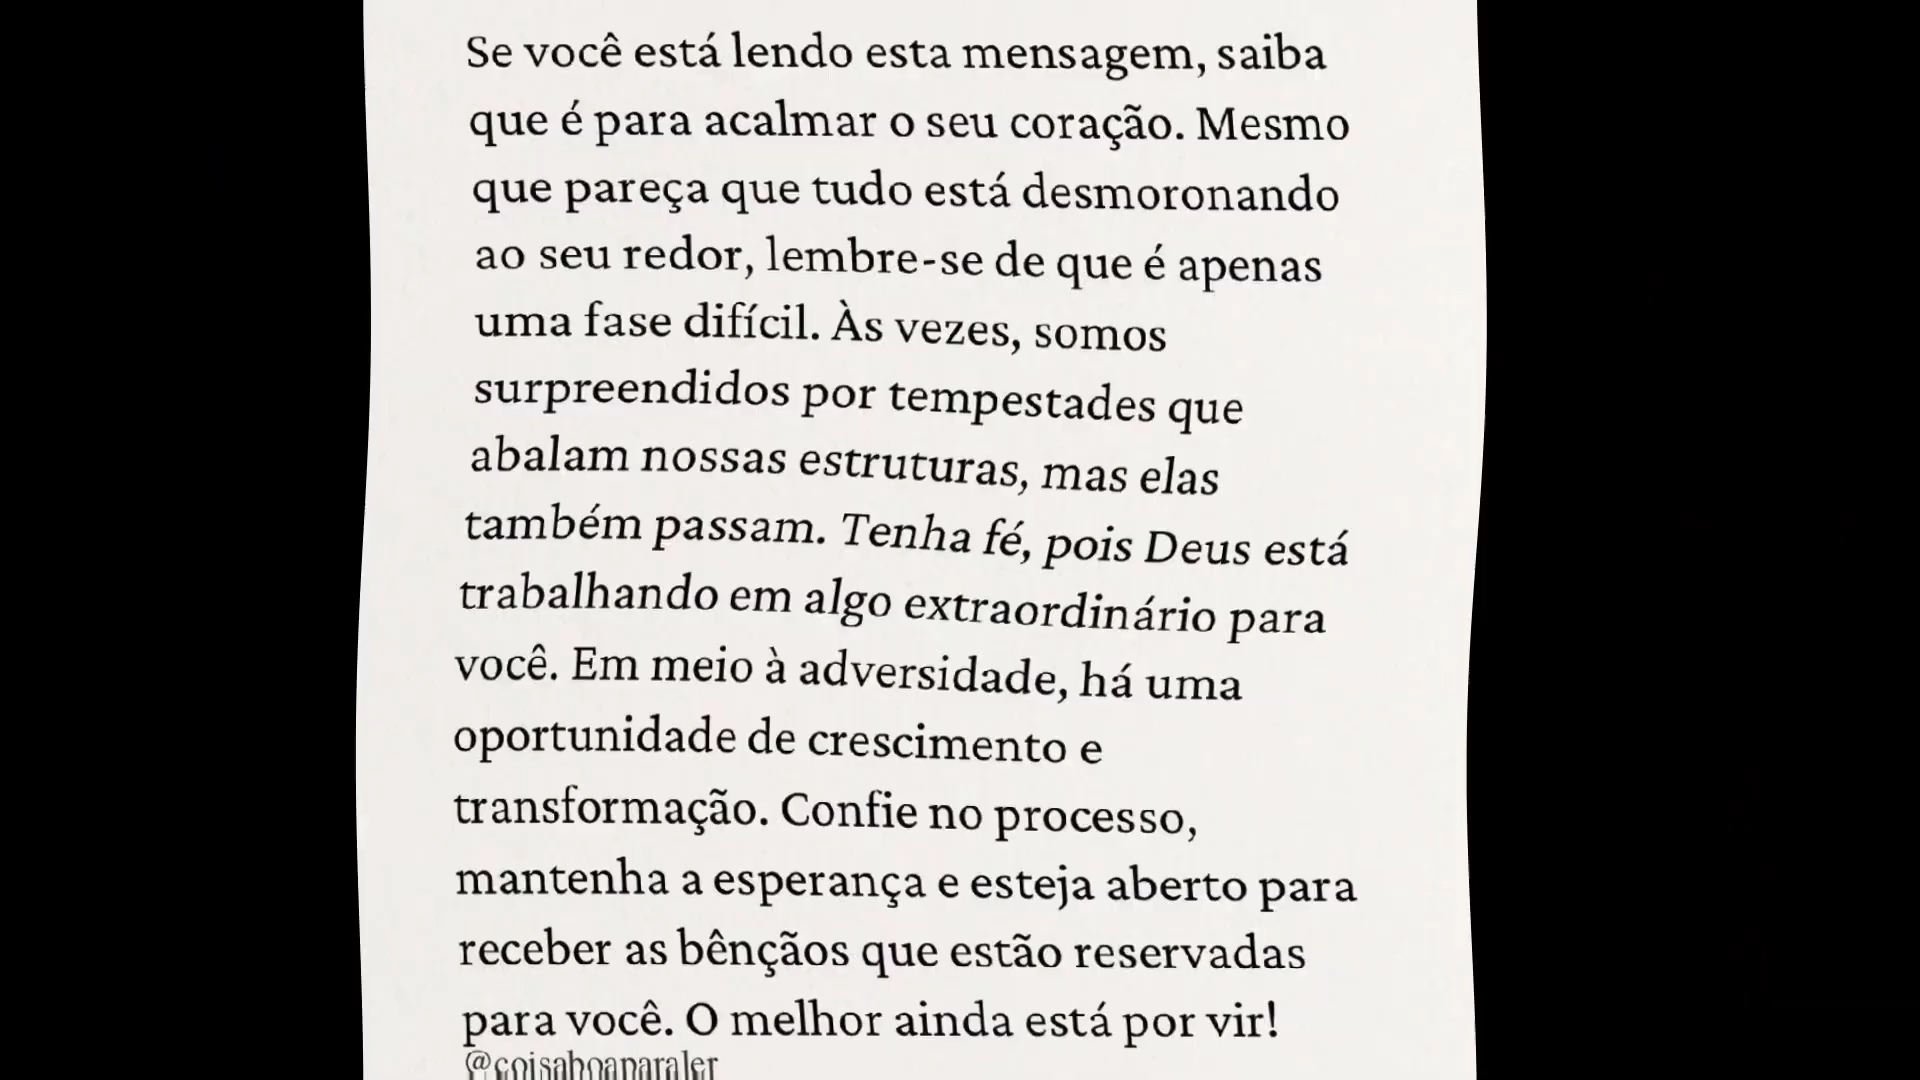 Se você está lendo esta mensagem, saiba
que é para acalmar o seu coração. Mesmo
que pareça que tudo está desmoronando
ao seu redor, lembre-se de que é apenas
uma fase difícil. Às vezes, somos
surpreendidos por tempestades que
abalam nossas estruturas, mas elas
também passam. Tenha fé, pois Deus está
trabalhando em algo extraordinário para
você. Em meio à adversidade, há uma
oportunidade de crescimento e
transformação. Confie no processo,
mantenha a esperança e esteja aberto para
receber as bênçãos que estão reservadas
para você. O melhor ainda está por vir!
@coisaboaparaler